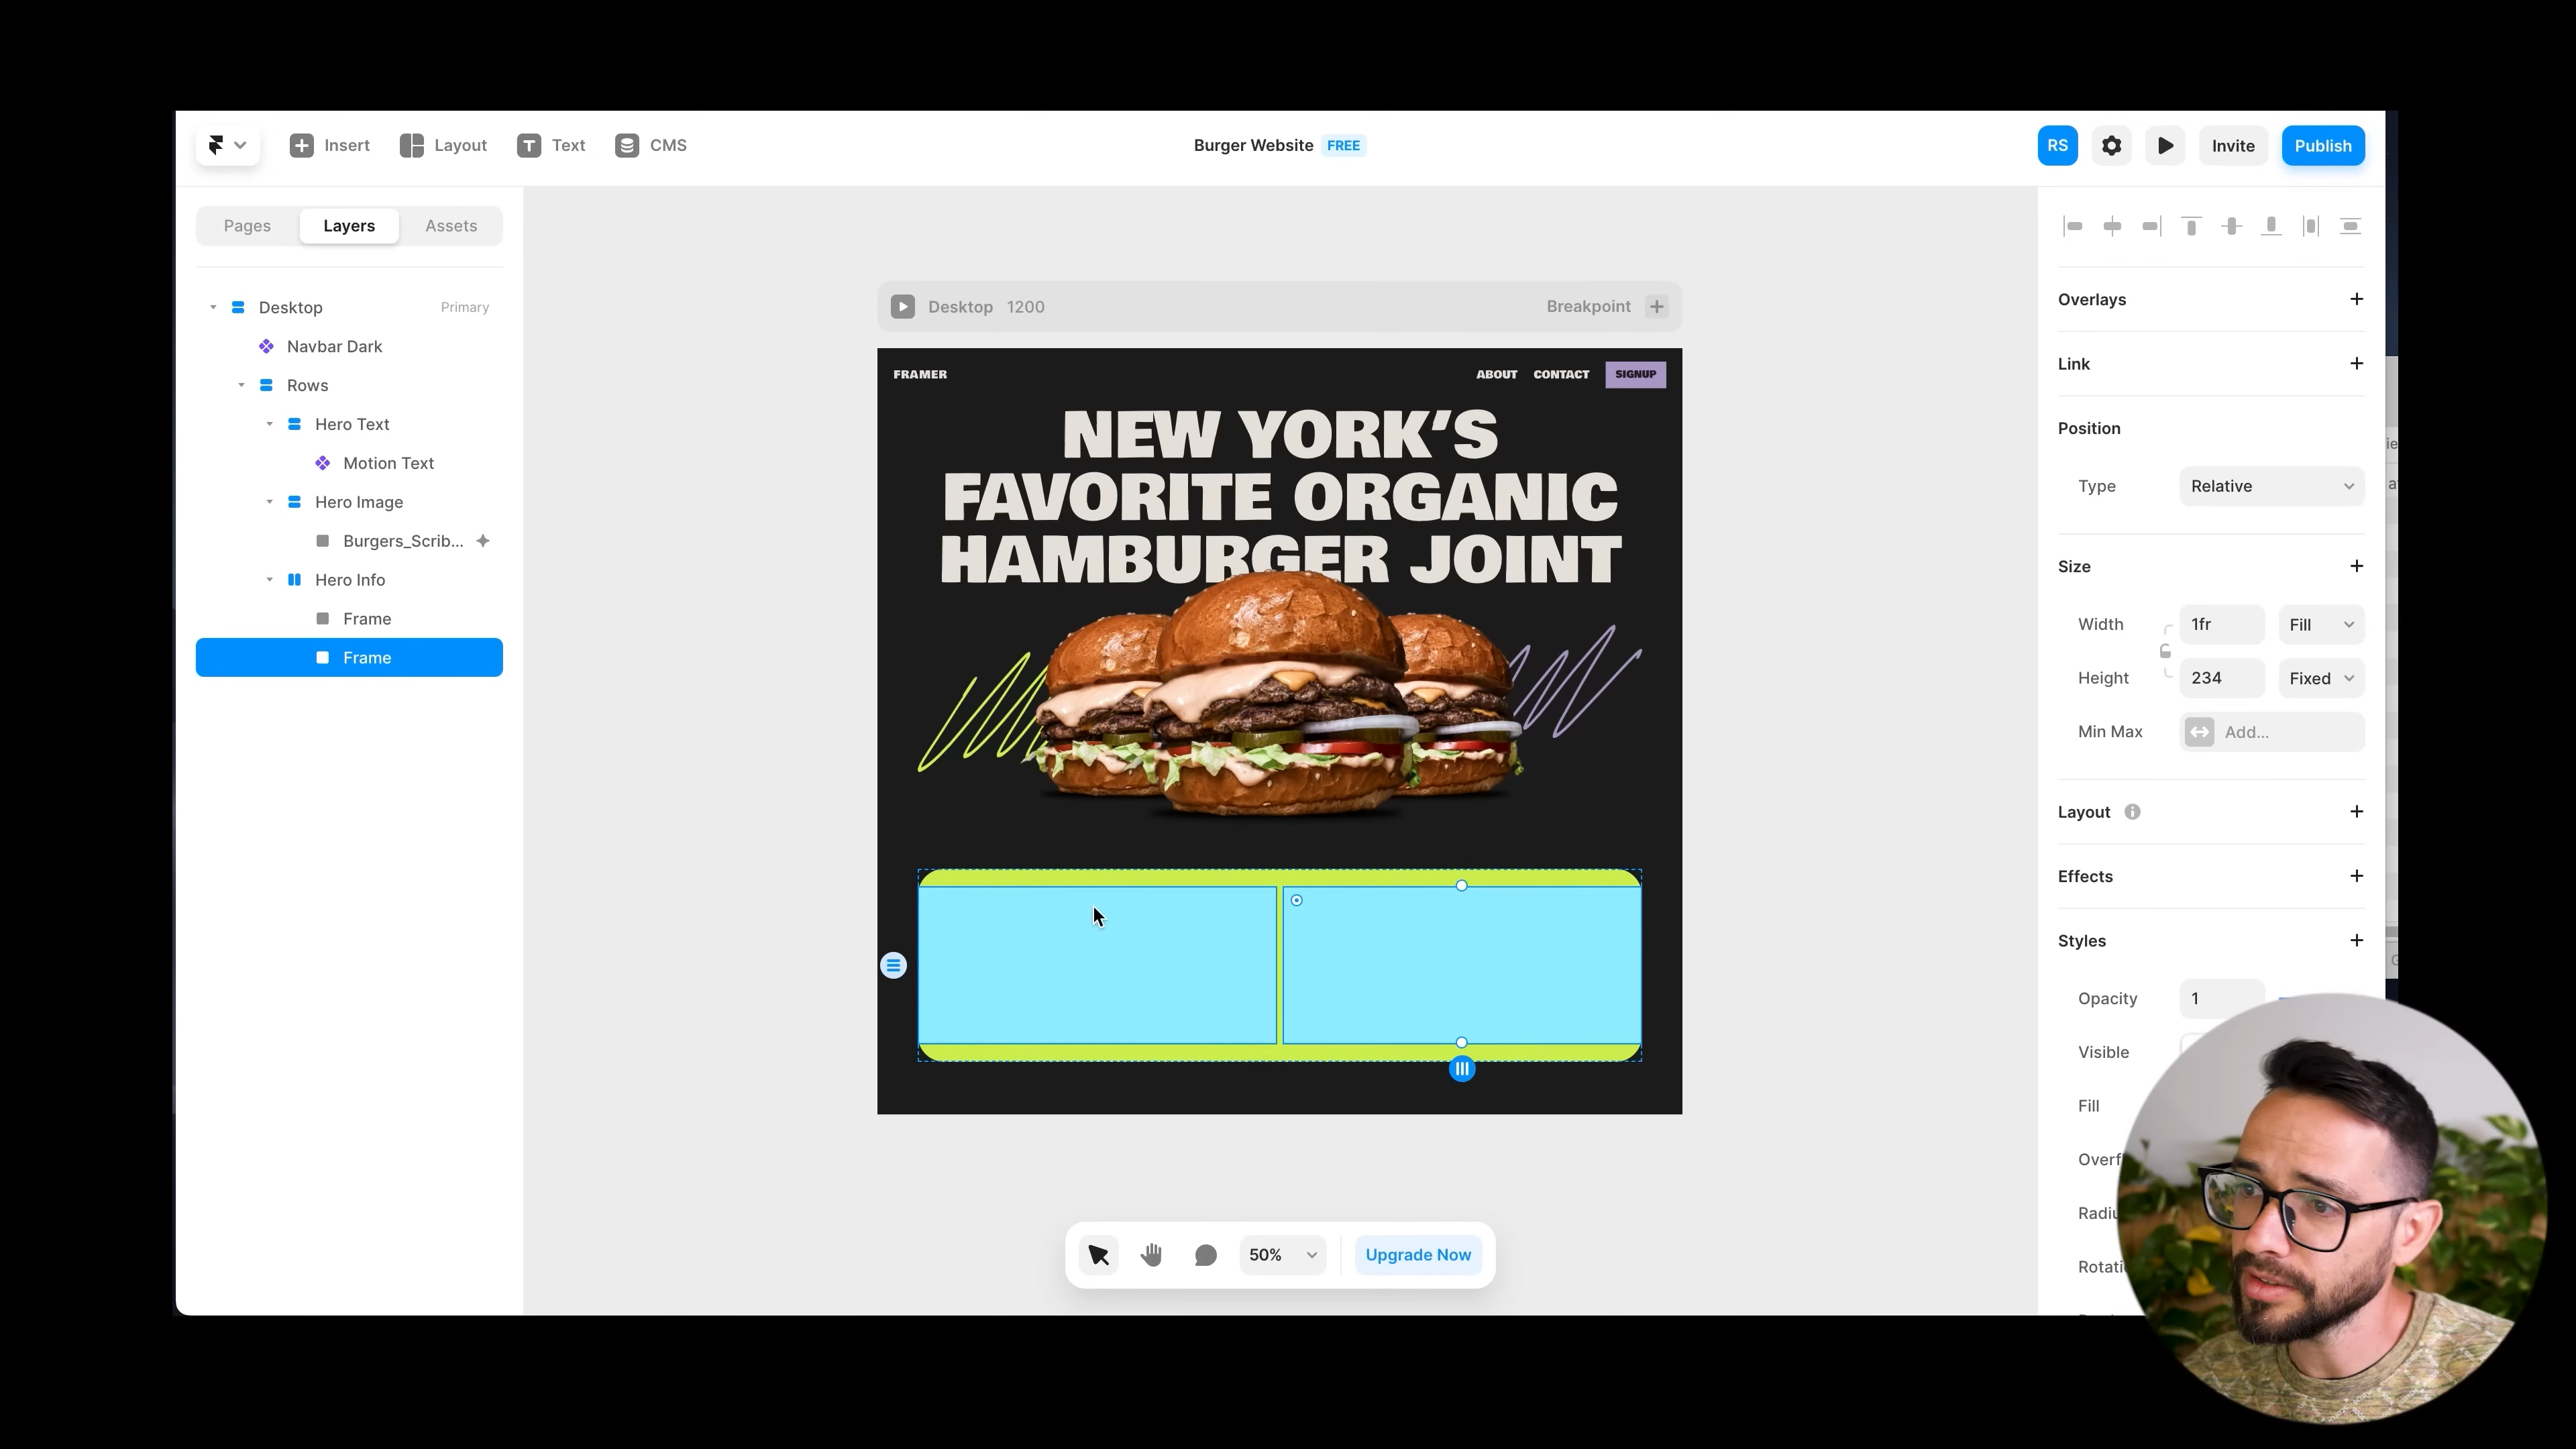 Insert Layout Text CMS Burger Website FREE RS Invite Publish
Pages Layers Assets
Desktop Primary
Navbar Dark
Rows
Hero Text
Motion Text
Hero Image
Burgers_Scrib...
Hero Info
Frame
Frame
Desktop 1200 Breakpoint
FRAMER ABOUT CONTACT SIGNUP
NEW YORK’S
FAVORITE ORGANIC
HAMBURGER JOINT
50% Upgrade Now
Overlays
Link
Position
Type Relative
Size
Width 1fr Fill
Height 234 Fixed
Min Max Add...
Layout
Effects
Styles
Opacity 1
Visible
Fill